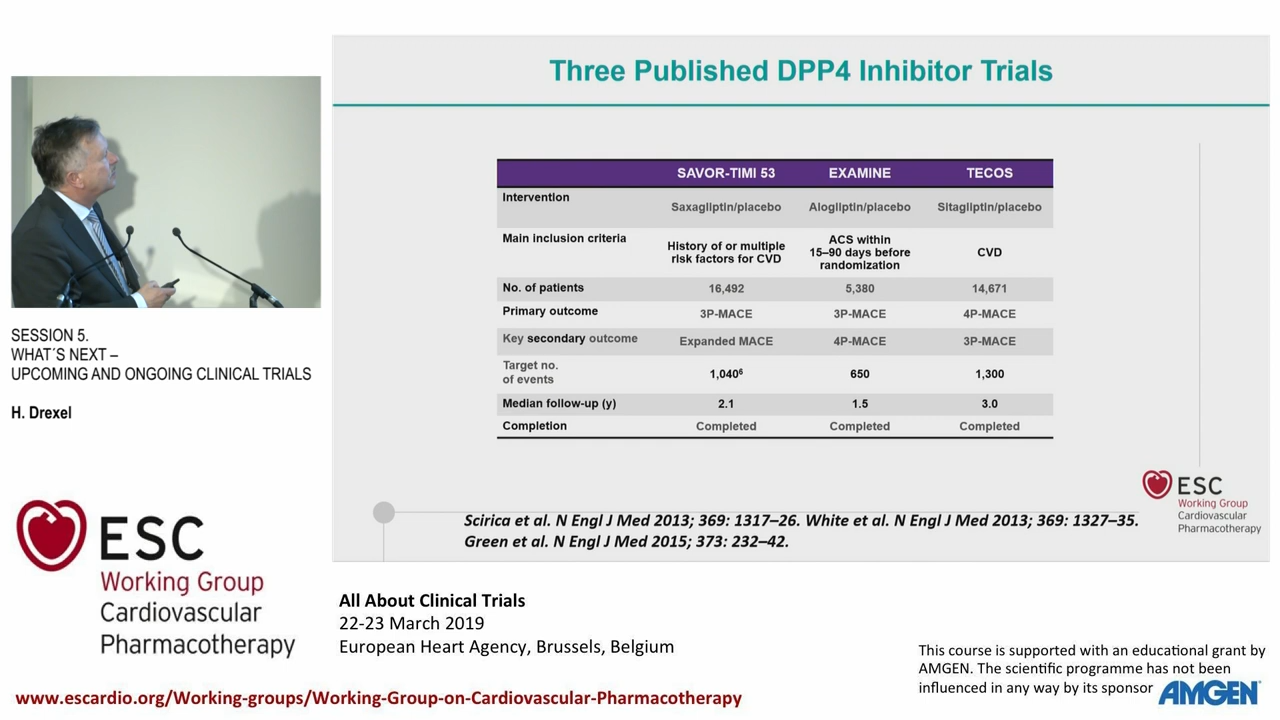 Three Published DPP4 Inhibitor Trials
SAVOR-TIMI 53 EXAMINE TECOS
Intervention Saxagliptin/placebo Alogliptin/placebo Sitagliptin/placebo
Main inclusion criteria History of or multiple risk factors for CVD ACS within 15–90 days before randomization CVD
No. of patients 16,492 5,380 14,671
Primary outcome 3P-MACE 3P-MACE 4P-MACE
Key secondary outcome Expanded MACE 4P-MACE 3P-MACE
Target no. of events 1,040⁶ 650 1,300
Median follow-up (y) 2.1 1.5 3.0
Completion Completed Completed Completed
Scirica et al. N Engl J Med 2013; 369: 1317–26. White et al. N Engl J Med 2013; 369: 1327–35.
Green et al. N Engl J Med 2015; 373: 232–42.
ESC
Working Group
Cardiovascular
Pharmacotherapy
SESSION 5.
WHAT´S NEXT –
UPCOMING AND ONGOING CLINICAL TRIALS
H. Drexel
ESC
Working Group
Cardiovascular
Pharmacotherapy
All About Clinical Trials
22-23 March 2019
European Heart Agency, Brussels, Belgium
This course is supported with an educational grant by
AMGEN. The scientific programme has not been
influenced in any way by its sponsor AMGEN
www.escardio.org/Working-groups/Working-Group-on-Cardiovascular-Pharmacotherapy